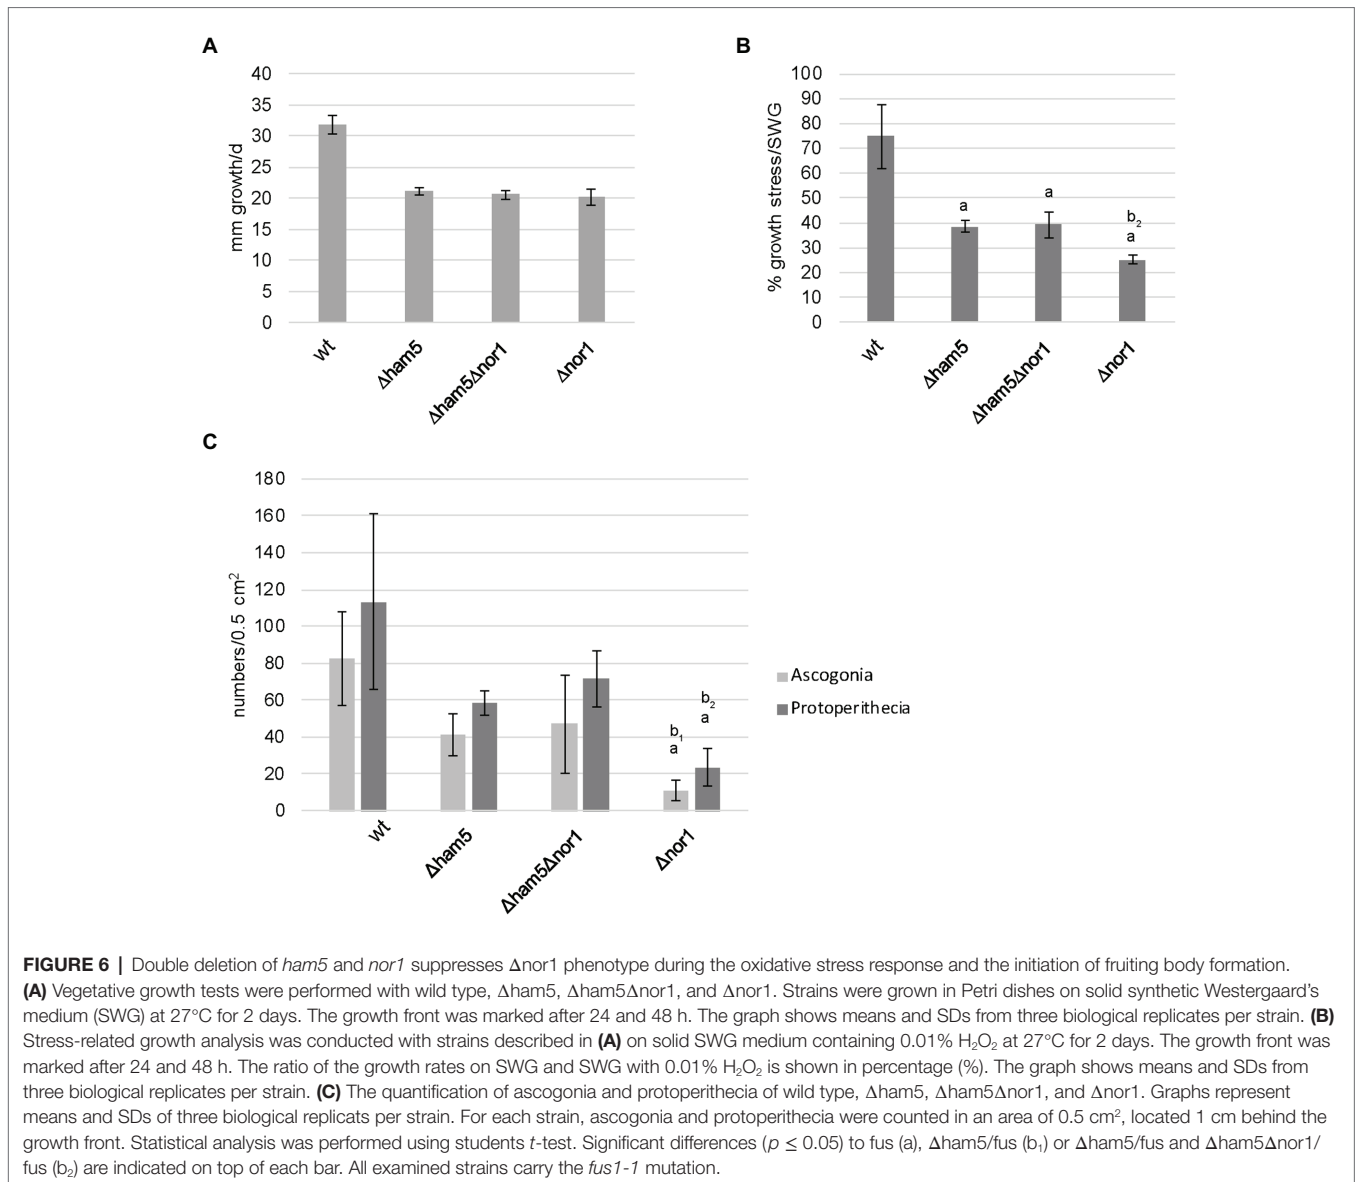 A
40
35
30
25
20
15
10
5
0
mm growth/d
wt
Δham5
Δham5Δnor1
Δnor1
B
100
90
80
70
60
50
40
30
20
10
0
% growth stress/SWG
a
a
b₂
a
wt
Δham5
Δham5Δnor1
Δnor1
C
180
160
140
120
100
80
60
40
20
0
numbers/0.5 cm²
b₁
a
b₂
a
wt
Δham5
Δham5Δnor1
Δnor1
Ascogonia
Protoperithecia
FIGURE 6 | Double deletion of ham5 and nor1 suppresses Δnor1 phenotype during the oxidative stress response and the initiation of fruiting body formation.
(A) Vegetative growth tests were performed with wild type, Δham5, Δham5Δnor1, and Δnor1. Strains were grown in Petri dishes on solid synthetic Westergaard's
medium (SWG) at 27°C for 2 days. The growth front was marked after 24 and 48 h. The graph shows means and SDs from three biological replicates per strain. (B)
Stress-related growth analysis was conducted with strains described in (A) on solid SWG medium containing 0.01% H₂O₂ at 27°C for 2 days. The growth front was
marked after 24 and 48 h. The ratio of the growth rates on SWG and SWG with 0.01% H₂O₂ is shown in percentage (%). The graph shows means and SDs from
three biological replicates per strain. (C) The quantification of ascogonia and protoperithecia of wild type, Δham5, Δham5Δnor1, and Δnor1. Graphs represent
means and SDs of three biological replicats per strain. For each strain, ascogonia and protoperithecia were counted in an area of 0.5 cm², located 1 cm behind the
growth front. Statistical analysis was performed using students t-test. Significant differences (p ≤ 0.05) to fus (a), Δham5/fus (b₁) or Δham5/fus and Δham5Δnor1/
fus (b₂) are indicated on top of each bar. All examined strains carry the fus1-1 mutation.